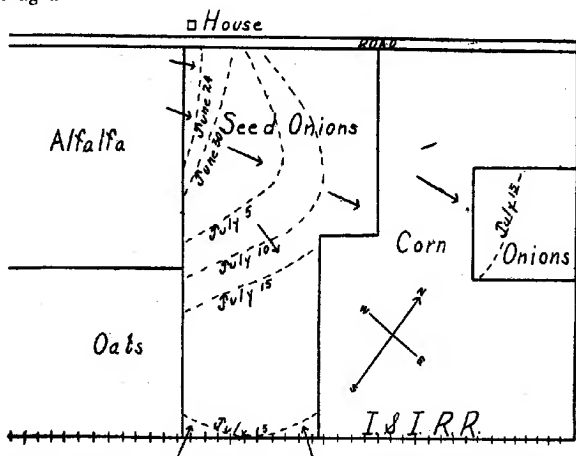 House
ROAD
June 24
June 30
Alfalfa
Seed Onions
July 5
July 10
July 15
Corn
July 15
Onions
Oats
N
W
E
S
July 15
I. & I. R. R.